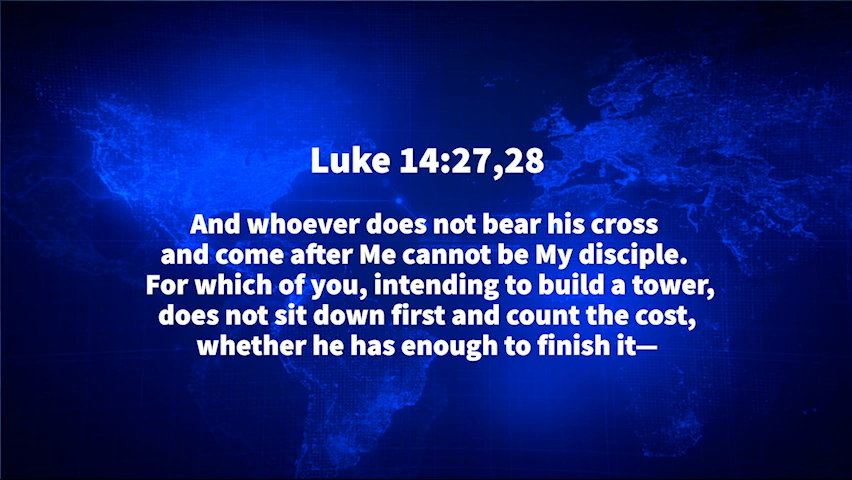 Luke 14:27,28
And whoever does not bear his cross
and come after Me cannot be My disciple.
For which of you, intending to build a tower,
does not sit down first and count the cost,
whether he has enough to finish it—